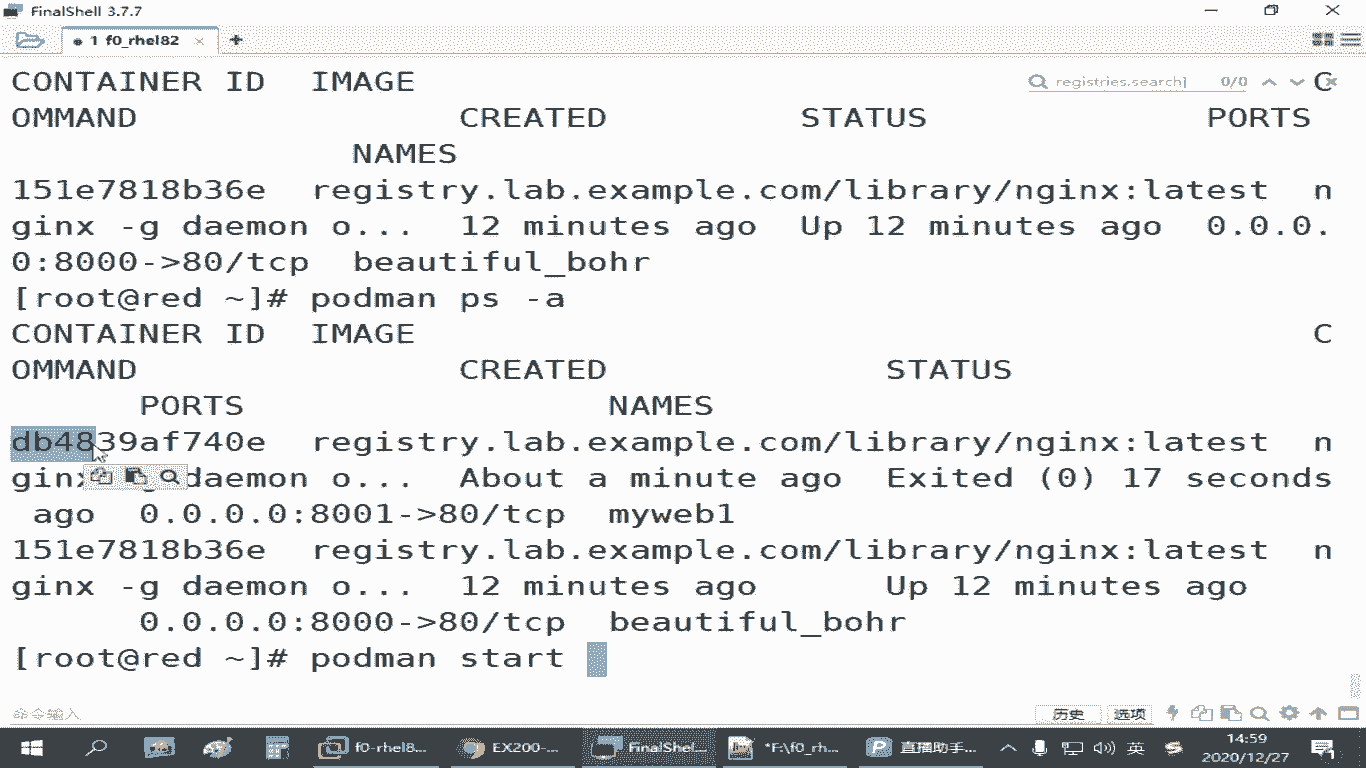 FinalShell 3.7.7
1 f0_rhel82
+
CONTAINER ID  IMAGE                                           C
registries.search]  0/0
OMMAND                     CREATED             STATUS                  PORTS
                NAMES
151e7818b36e  registry.lab.example.com/library/nginx:latest  n
ginx -g daemon o...  12 minutes ago  Up 12 minutes ago  0.0.0.
0:8000->80/tcp  beautiful_bohr
[root@red ~]# podman ps -a
CONTAINER ID  IMAGE                                           C
OMMAND               CREATED             STATUS
      PORTS                 NAMES
db4839af740e  registry.lab.example.com/library/nginx:latest  n
ginx -g daemon o...  About a minute ago  Exited (0) 17 seconds
 ago  0.0.0.0:8001->80/tcp  myweb1
151e7818b36e  registry.lab.example.com/library/nginx:latest  n
ginx -g daemon o...  12 minutes ago      Up 12 minutes ago
      0.0.0.0:8000->80/tcp  beautiful_bohr
[root@red ~]# podman start
命令输入
历史 选项
f0-rhel8...
EX200-...
FinalShel...
*F:\f0_rh...
直播助手...
英
14:59
2020/12/27